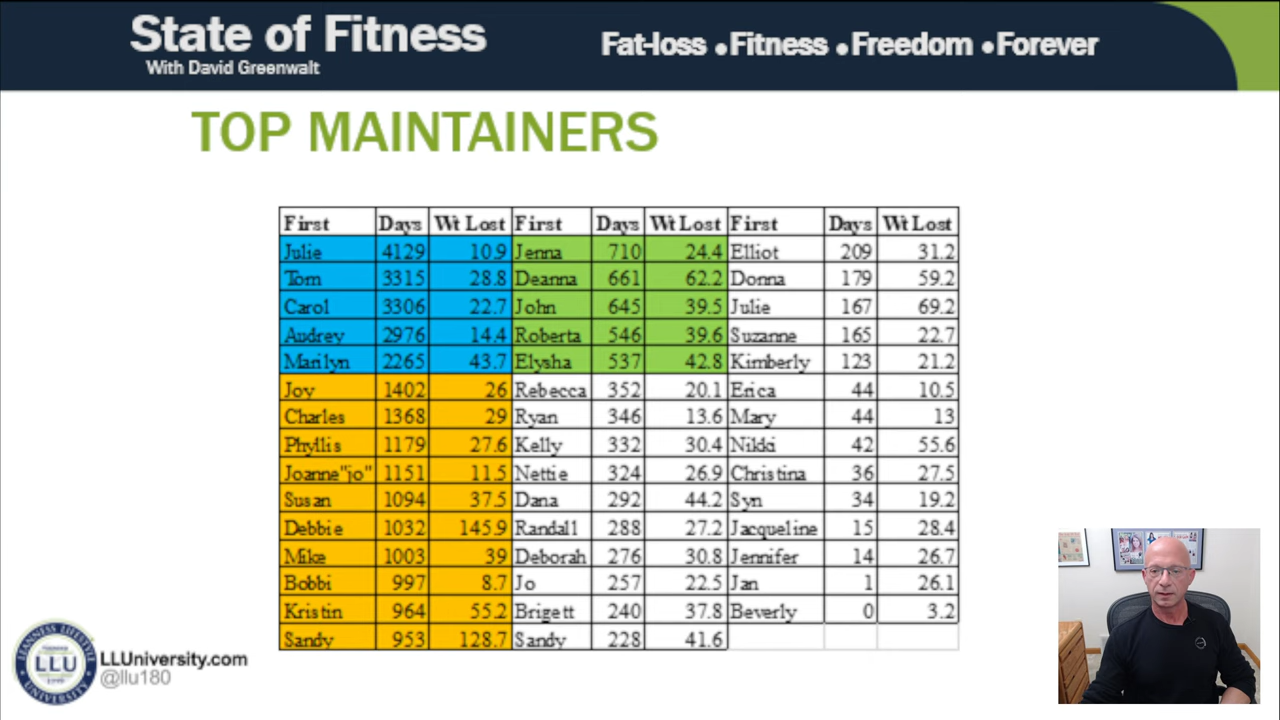 State of Fitness
With David Greenwalt
Fat-loss •Fitness •Freedom •Forever
TOP MAINTAINERS
First Days Wt Lost First Days Wt Lost First Days Wt Lost
Julie 4129 10.9 Jenna 710 24.4 Elliot 209 31.2
Tom 3315 28.8 Deanna 661 62.2 Donna 179 59.2
Carol 3306 22.7 John 645 39.5 Julie 167 69.2
Audrey 2976 14.4 Roberta 546 39.6 Suzanne 165 22.7
Marilyn 2265 43.7 Elysha 537 42.8 Kimberly 123 21.2
Joy 1402 26 Rebecca 352 20.1 Erica 44 10.5
Charles 1368 29 Ryan 346 13.6 Mary 44 13
Phyllis 1179 27.6 Kelly 332 30.4 Nikki 42 55.6
Joanne"jo" 1151 11.5 Nettie 324 26.9 Christina 36 27.5
Susan 1094 37.5 Dana 292 44.2 Syn 34 19.2
Debbie 1032 145.9 Randall 288 27.2 Jacqueline 15 28.4
Mike 1003 39 Deborah 276 30.8 Jennifer 14 26.7
Bobbi 997 8.7 Jo 257 22.5 Jan 1 26.1
Kristin 964 55.2 Brigett 240 37.8 Beverly 0 3.2
Sandy 953 128.7 Sandy 228 41.6
LEANNESS LIFESTYLE
LLU
UNIVERSITY
LLUniversity.com
@llu180